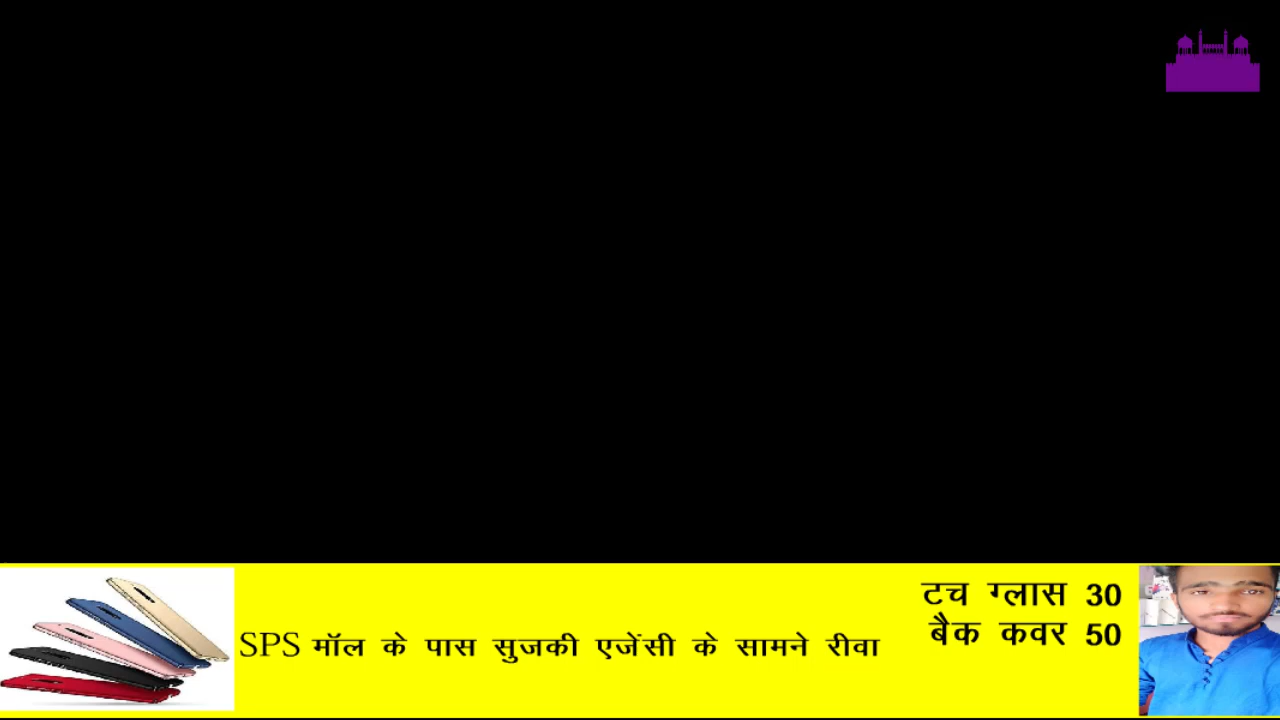 SPS मॉल के पास सुजकी एजेंसी के सामने रीवा
टच ग्लास 30
बैक कवर 50